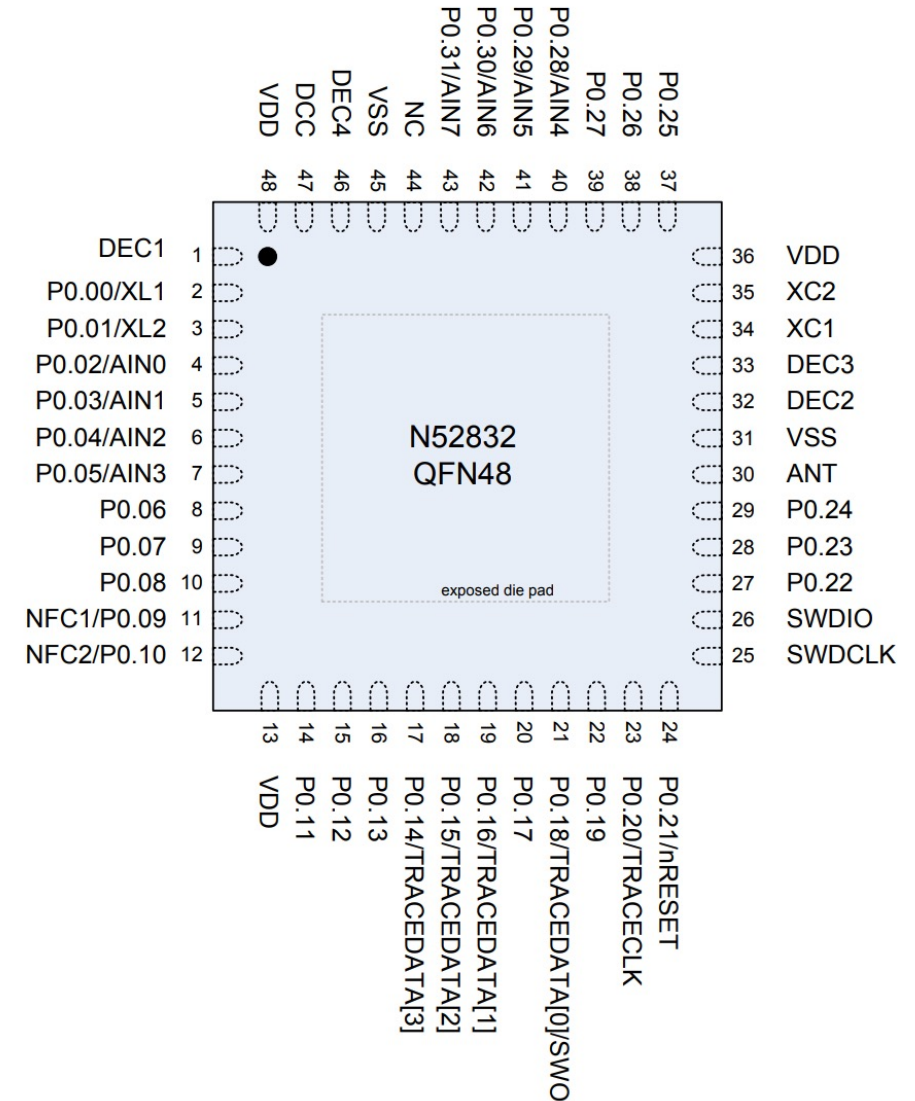 P0.31/AIN7
P0.30/AIN6
P0.29/AIN5
P0.28/AIN4
VDD
DCC
DEC4
VSS
NC
P0.27
P0.26
P0.25
48
47
46
45
44
43
42
41
40
39
38
37
DEC1 1
P0.00/XL1 2
P0.01/XL2 3
P0.02/AIN0 4
P0.03/AIN1 5
P0.04/AIN2 6
P0.05/AIN3 7
P0.06 8
P0.07 9
P0.08 10
NFC1/P0.09 11
NFC2/P0.10 12
N52832
QFN48
exposed die pad
36 VDD
35 XC2
34 XC1
33 DEC3
32 DEC2
31 VSS
30 ANT
29 P0.24
28 P0.23
27 P0.22
26 SWDIO
25 SWDCLK
13
14
15
16
17
18
19
20
21
22
23
24
VDD
P0.11
P0.12
P0.13
P0.14/TRACEDATA[3]
P0.15/TRACEDATA[2]
P0.16/TRACEDATA[1]
P0.17
P0.18/TRACEDATA[0]/SWO
P0.19
P0.20/TRACECLK
P0.21/nRESET